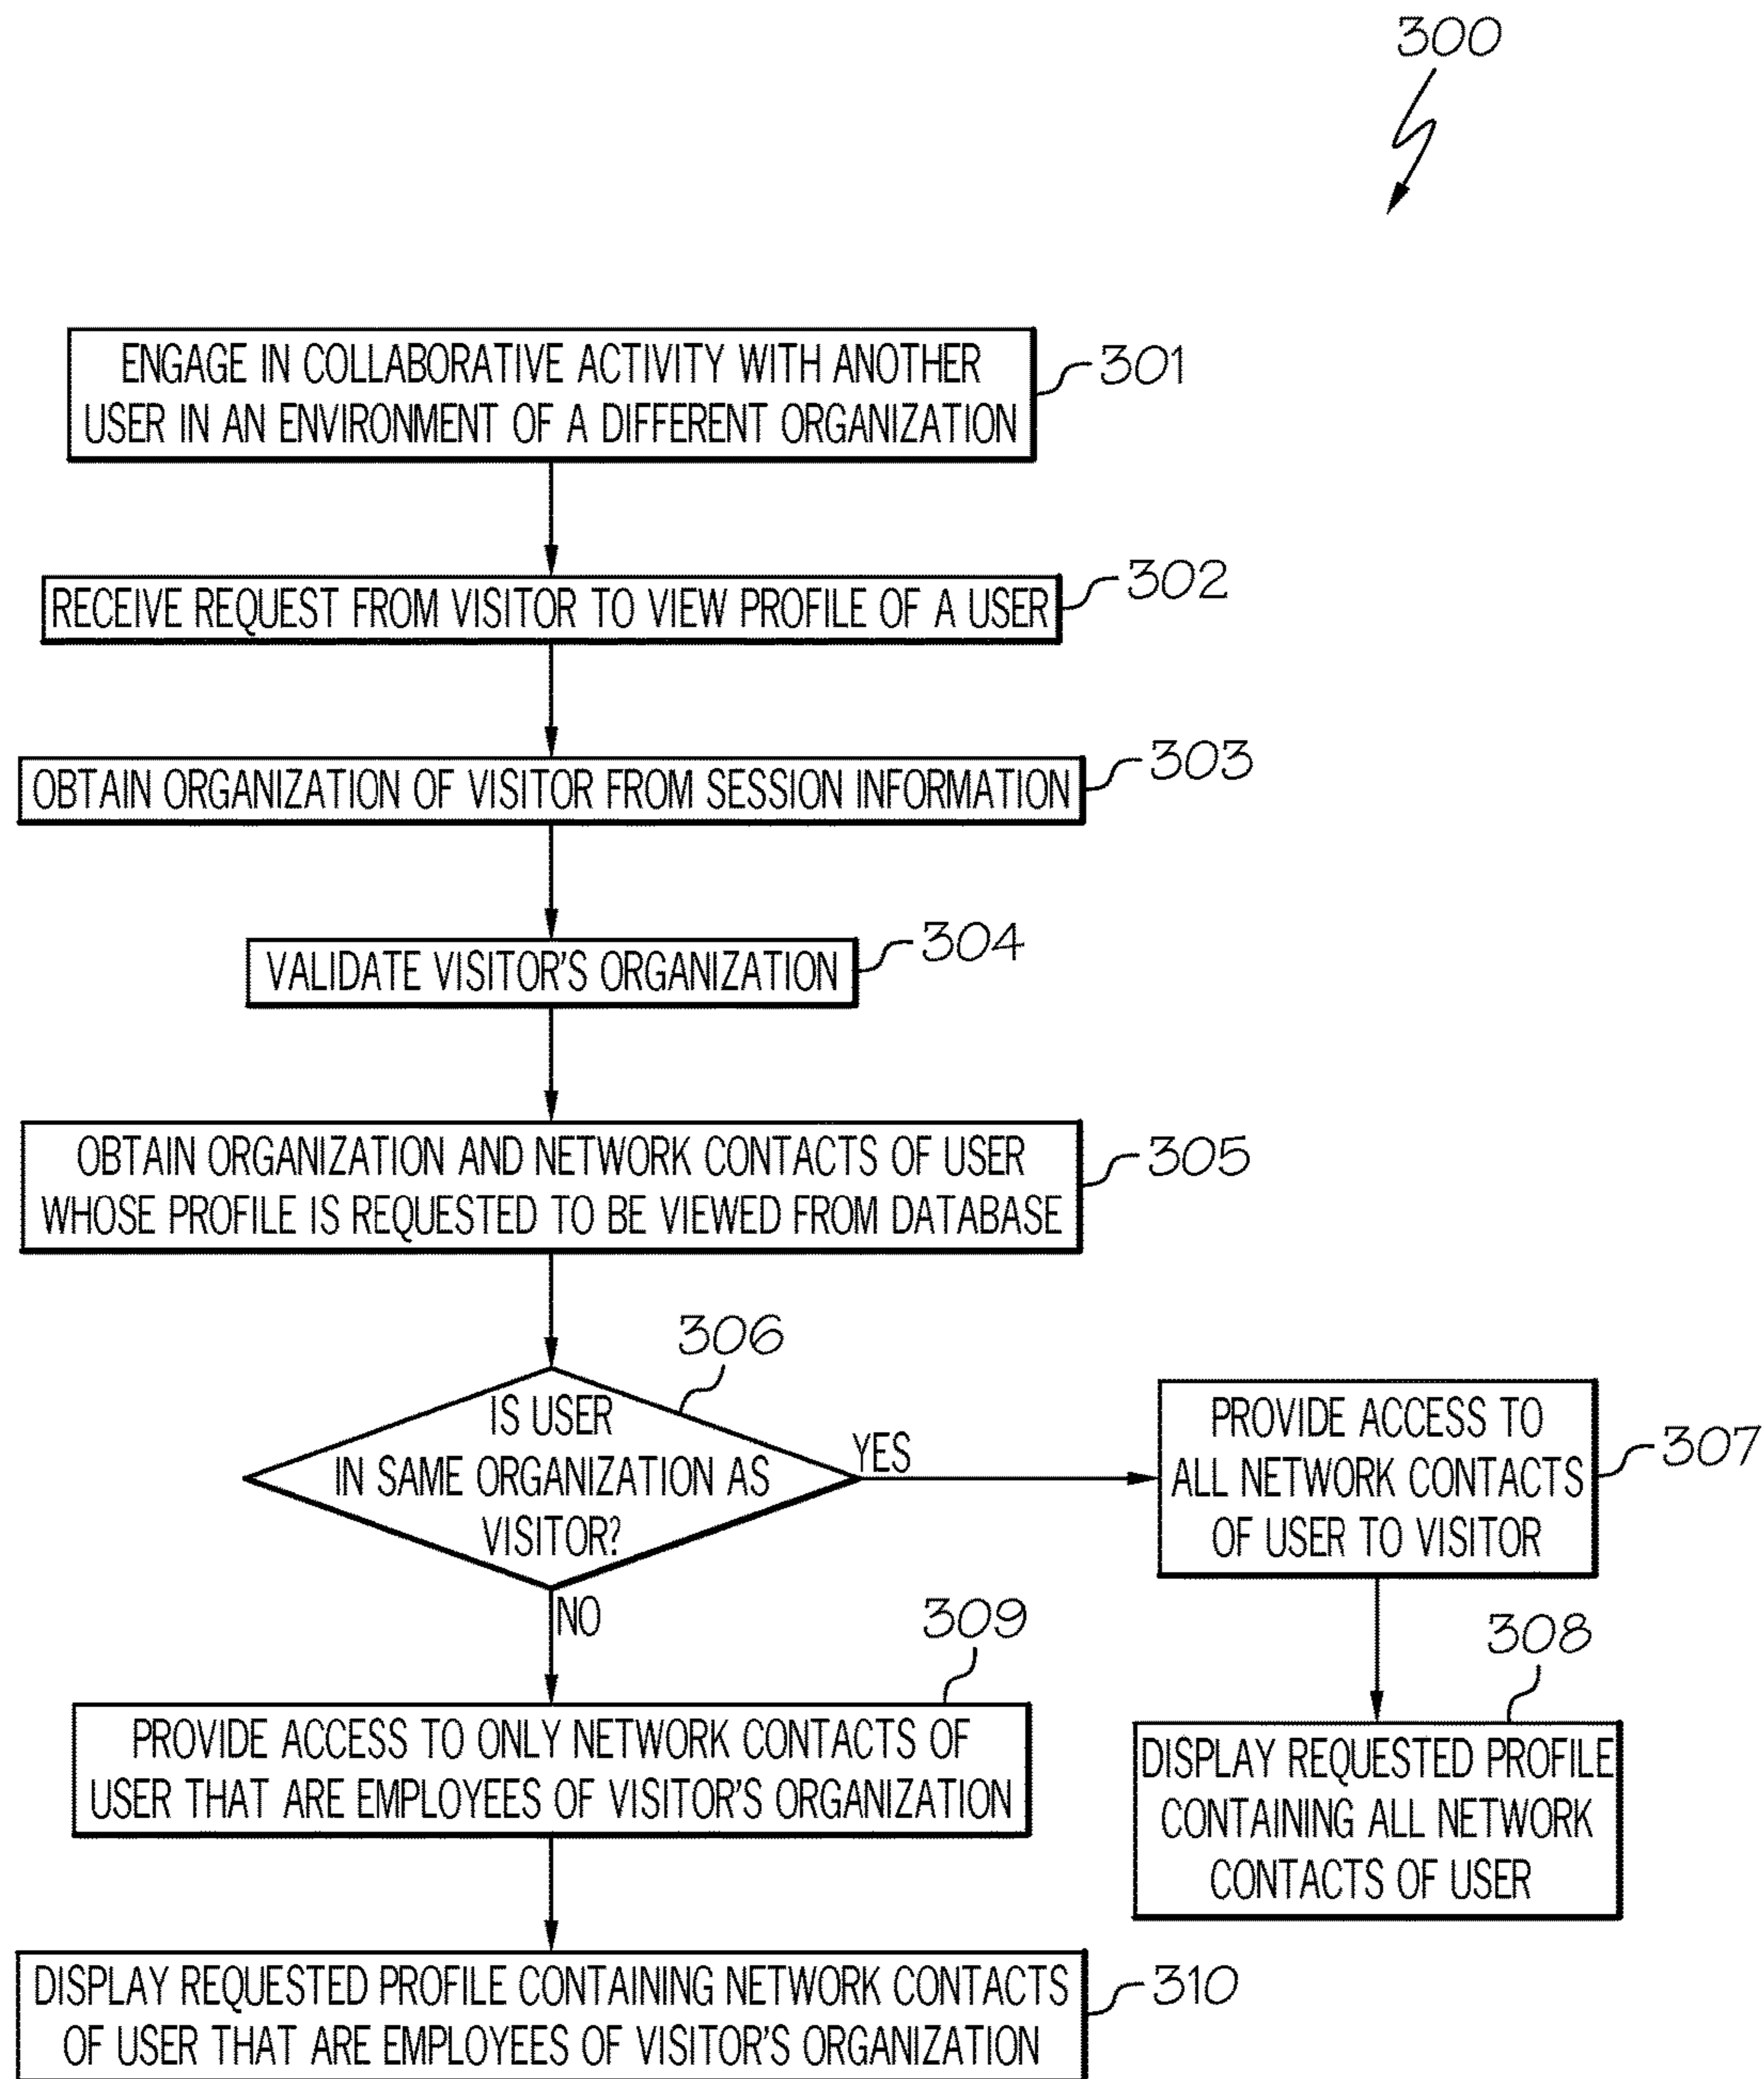 300
ENGAGE IN COLLABORATIVE ACTIVITY WITH ANOTHER
USER IN AN ENVIRONMENT OF A DIFFERENT ORGANIZATION
301
RECEIVE REQUEST FROM VISITOR TO VIEW PROFILE OF A USER
302
OBTAIN ORGANIZATION OF VISITOR FROM SESSION INFORMATION
303
VALIDATE VISITOR'S ORGANIZATION
304
OBTAIN ORGANIZATION AND NETWORK CONTACTS OF USER
WHOSE PROFILE IS REQUESTED TO BE VIEWED FROM DATABASE
305
306
IS USER
IN SAME ORGANIZATION AS
VISITOR?
YES
PROVIDE ACCESS TO
ALL NETWORK CONTACTS
OF USER TO VISITOR
307
NO
308
DISPLAY REQUESTED PROFILE
CONTAINING ALL NETWORK
CONTACTS OF USER
309
PROVIDE ACCESS TO ONLY NETWORK CONTACTS OF
USER THAT ARE EMPLOYEES OF VISITOR'S ORGANIZATION
DISPLAY REQUESTED PROFILE CONTAINING NETWORK CONTACTS
OF USER THAT ARE EMPLOYEES OF VISITOR'S ORGANIZATION
310